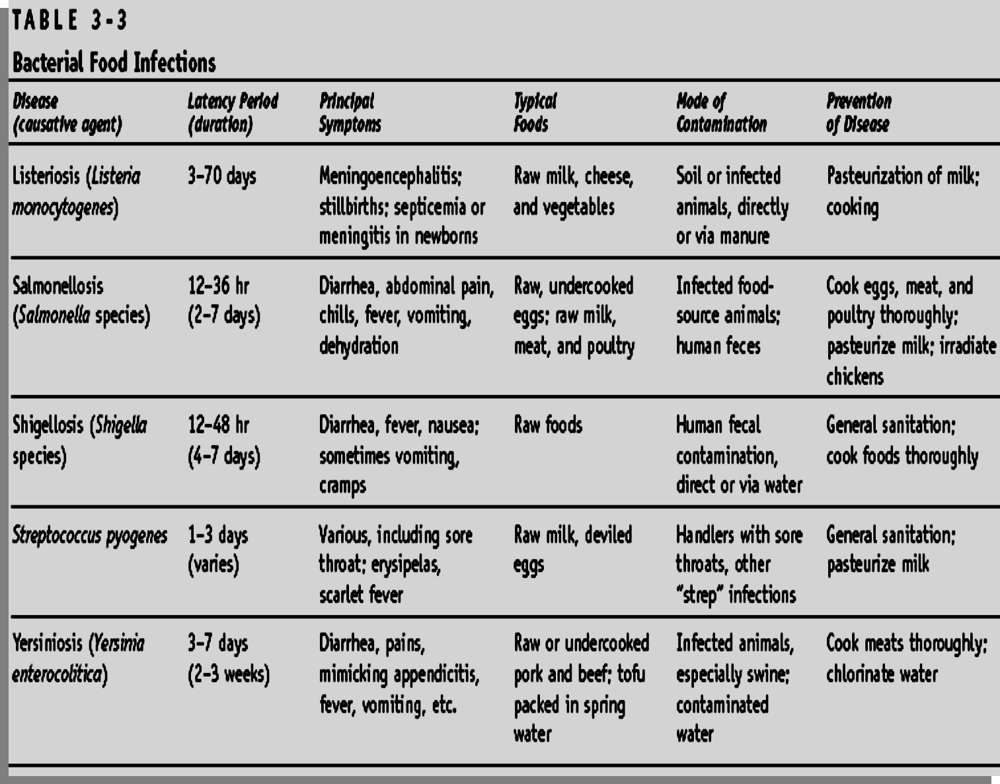 TABLE 3-3
Bacterial Food Infections
Disease
(causative agent)
Latency Period
(duration)
Principal
Symptoms
Typical
Foods
Mode of
Contamination
Prevention
of Disease
Listeriosis (Listeria
monocytogenes)
3–70 days
Meningoencephalitis;
stillbirths; septicemia or
meningitis in newborns
Raw milk, cheese,
and vegetables
Soil or infected
animals, directly
or via manure
Pasteurization of milk;
cooking
Salmonellosis
(Salmonella species)
12–36 hr
(2–7 days)
Diarrhea, abdominal pain,
chills, fever, vomiting,
dehydration
Raw, undercooked
eggs; raw milk,
meat, and poultry
Infected food-
source animals;
human feces
Cook eggs, meat, and
poultry thoroughly;
pasteurize milk; irradiate
chickens
Shigellosis (Shigella
species)
12–48 hr
(4–7 days)
Diarrhea, fever, nausea;
sometimes vomiting,
cramps
Raw foods
Human fecal
contamination,
direct or via water
General sanitation;
cook foods thoroughly
Streptococcus pyogenes
1–3 days
(varies)
Various, including sore
throat; erysipelas,
scarlet fever
Raw milk, deviled
eggs
Handlers with sore
throats, other
“strep” infections
General sanitation;
pasteurize milk
Yersiniosis (Yersinia
enterocolitica)
3–7 days
(2–3 weeks)
Diarrhea, pains,
mimicking appendicitis,
fever, vomiting, etc.
Raw or undercooked
pork and beef; tofu
packed in spring
water
Infected animals,
especially swine;
contaminated
water
Cook meats thoroughly;
chlorinate water